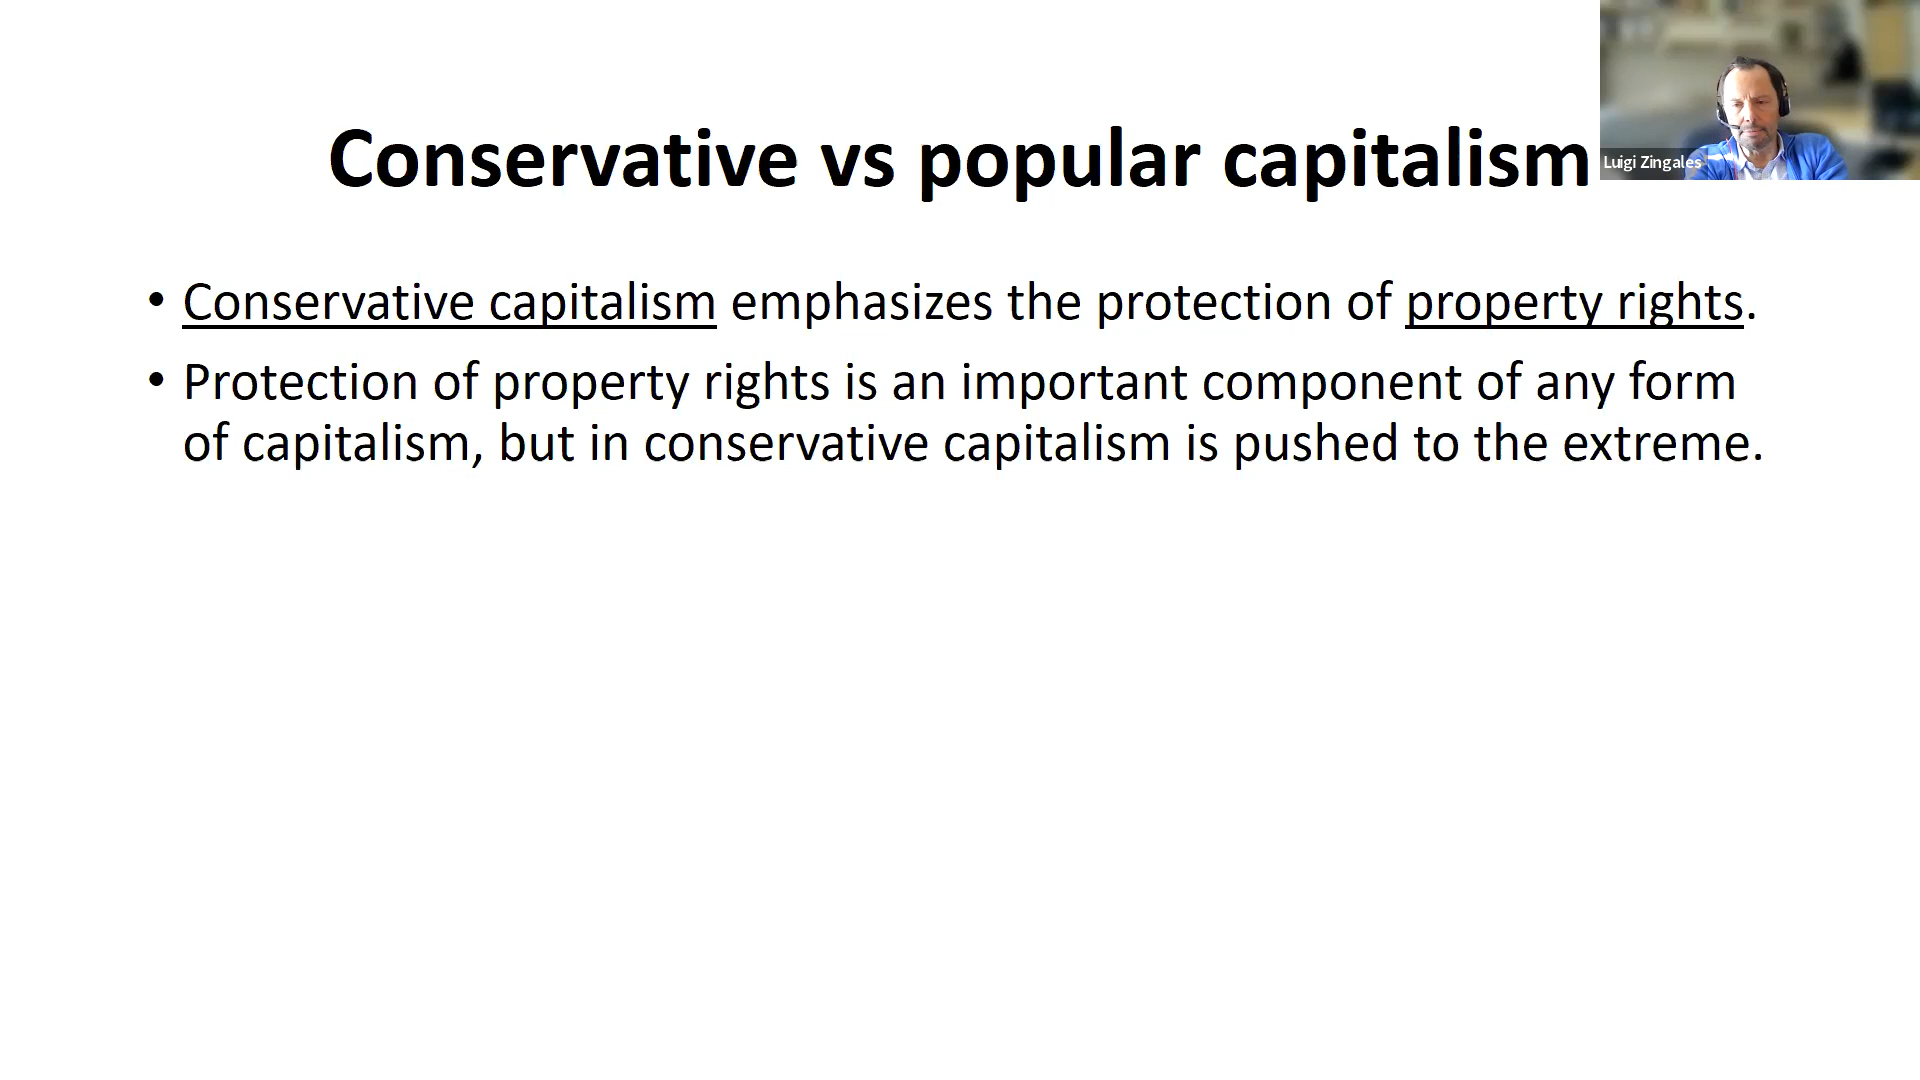 Conservative vs popular capitalism
Luigi Zingales
• Conservative capitalism emphasizes the protection of property rights.
• Protection of property rights is an important component of any form
of capitalism, but in conservative capitalism is pushed to the extreme.